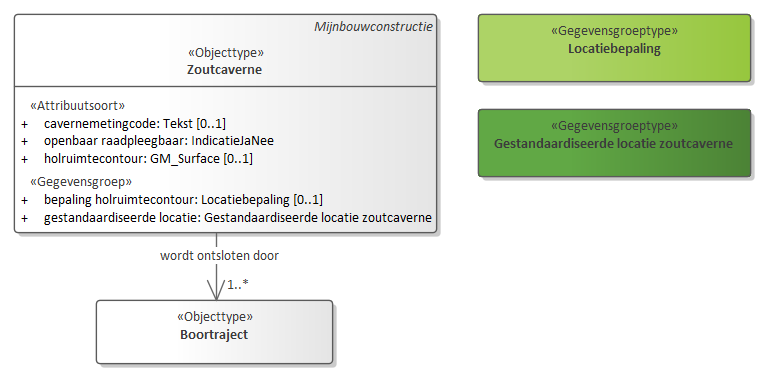 Mijnbouwconstructie
«Objecttype»
Zoutcaverne
«Attribuutsoort»
+ cavernemetingcode: Tekst [0..1]
+ openbaar raadpleegbaar: IndicatieJaNee
+ holruimtecontour: GM_Surface [0..1]
«Gegevensgroep»
+ bepaling holruimtecontour: Locatiebepaling [0..1]
+ gestandaardiseerde locatie: Gestandaardiseerde locatie zoutcaverne
wordt ontsloten door
1..*
«Objecttype»
Boortraject
«Gegevensgroeptype»
Locatiebepaling
«Gegevensgroeptype»
Gestandaardiseerde locatie zoutcaverne